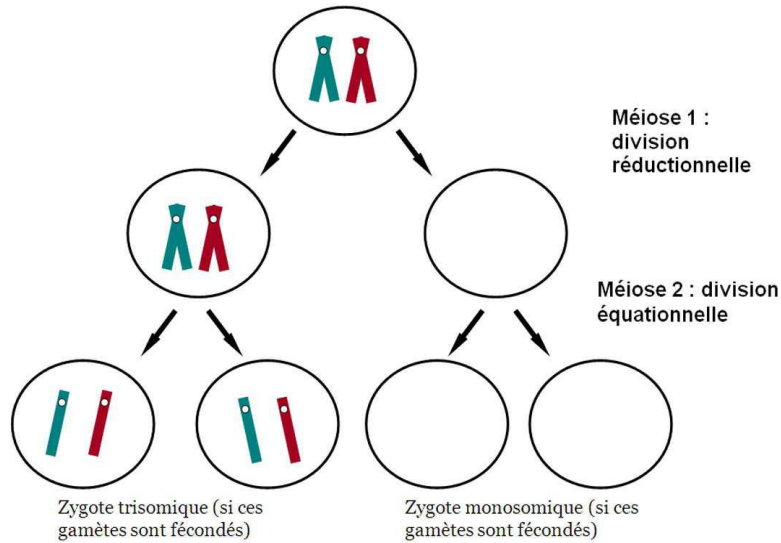 Méiose 1 :
division
réductionnelle
Méiose 2 : division
équationnelle
Zygote trisomique (si ces
gamètes sont fécondés)
Zygote monosomique (si ces
gamètes sont fécondés)